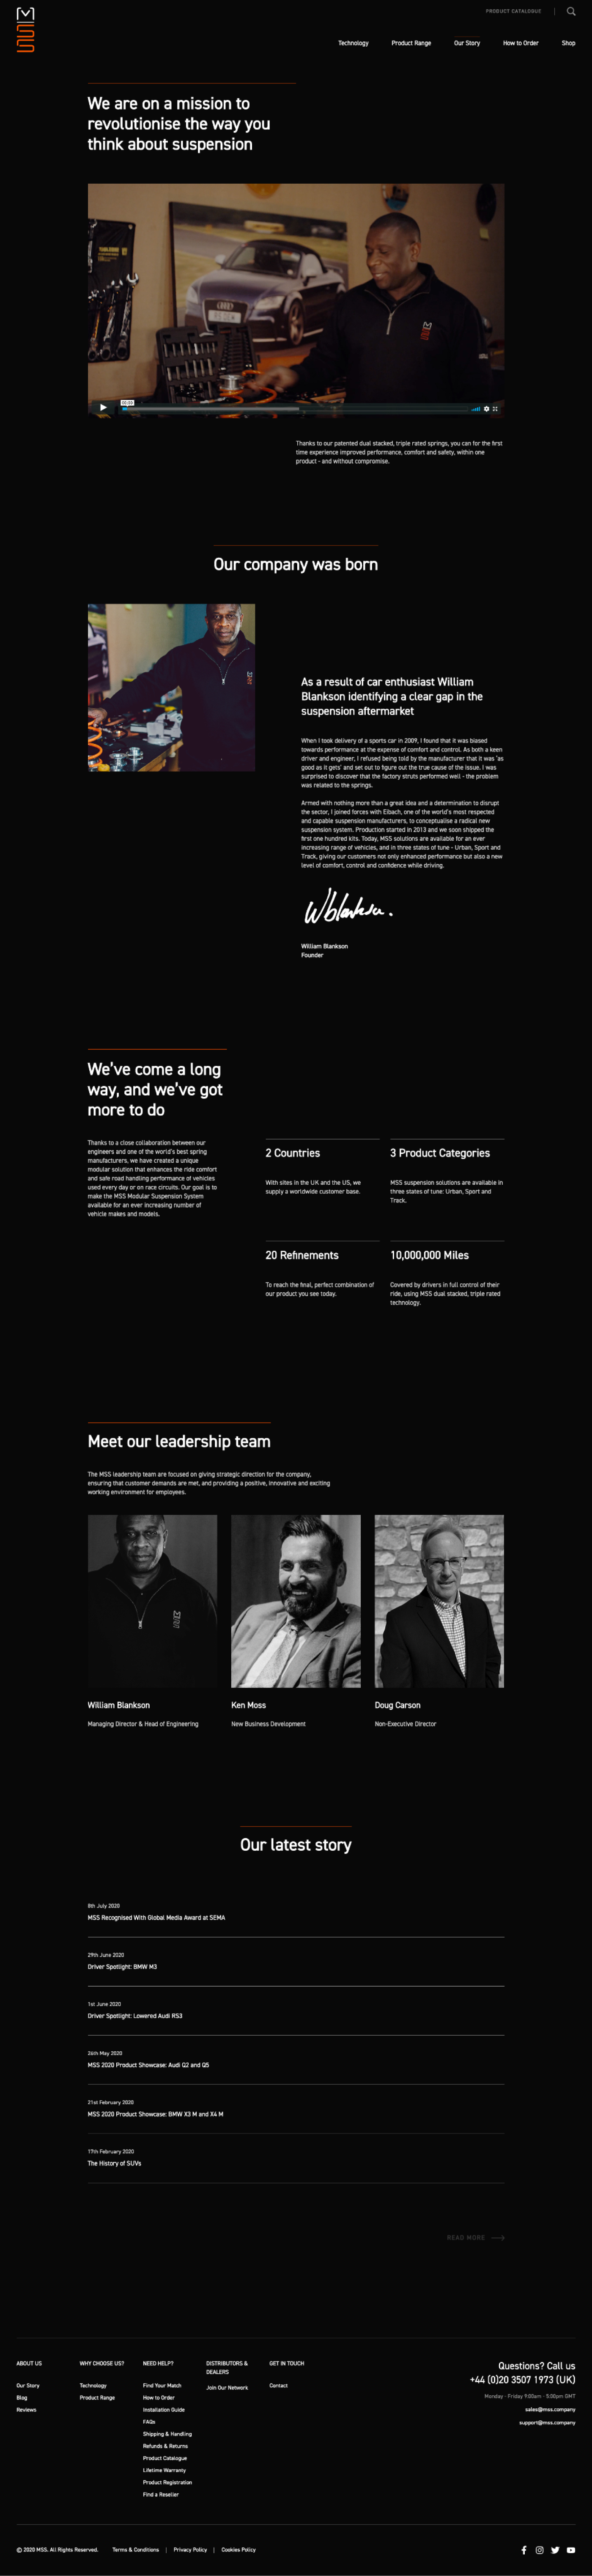 MSS
PRODUCT CATALOGUE |
Technology Product Range Our Story How to Order Shop
We are on a mission to
revolutionise the way you
think about suspension
00:00
Thanks to our patented dual stacked, triple rated springs, you can for the first
time experience improved performance, comfort and safety, within one
product - and without compromise.
Our company was born
As a result of car enthusiast William
Blankson identifying a clear gap in the
suspension aftermarket
When I took delivery of a sports car in 2009, I found that it was biased
towards performance at the expense of comfort and control. As both a keen
driver and engineer, I refused being told by the manufacturer that it was 'as
good as it gets' and set out to figure out the true cause of the issue. I was
surprised to discover that the factory struts performed well - the problem
was related to the springs.
Armed with nothing more than a great idea and a determination to disrupt
the sector, I joined forces with Eibach, one of the world's most respected
and capable suspension manufacturers, to conceptualise a radical new
suspension system. Production started in 2013 and we soon shipped the
first one hundred kits. Today, MSS solutions are available for an ever
increasing range of vehicles, and in three states of tune - Urban, Sport and
Track, giving our customers not only enhanced performance but also a new
level of comfort, control and confidence while driving.
Wblankson.
William Blankson
Founder
We've come a long
way, and we've got
more to do
Thanks to a close collaboration between our
engineers and one of the world's best spring
manufacturers, we have created a unique
modular solution that enhances the ride comfort
and safe road handling performance of vehicles
used every day or on race circuits. Our goal is to
make the MSS Modular Suspension System
available for an ever increasing number of
vehicle makes and models.
2 Countries
With sites in the UK and the US, we
supply a worldwide customer base.
3 Product Categories
MSS suspension solutions are available in
three states of tune: Urban, Sport and
Track.
20 Refinements
To reach the final, perfect combination of
our product you see today.
10,000,000 Miles
Covered by drivers in full control of their
ride, using MSS dual stacked, triple rated
technology.
Meet our leadership team
The MSS leadership team are focused on giving strategic direction for the company,
ensuring that customer demands are met, and providing a positive, innovative and exciting
working environment for employees.
William Blankson
Managing Director & Head of Engineering
Ken Moss
New Business Development
Doug Carson
Non-Executive Director
Our latest story
8th July 2020
MSS Recognised With Global Media Award at SEMA
29th June 2020
Driver Spotlight: BMW M3
1st June 2020
Driver Spotlight: Lowered Audi RS3
26th May 2020
MSS 2020 Product Showcase: Audi Q2 and Q5
21st February 2020
MSS 2020 Product Showcase: BMW X3 M and X4 M
17th February 2020
The History of SUVs
READ MORE
ABOUT US
Our Story
Blog
Reviews
WHY CHOOSE US?
Technology
Product Range
NEED HELP?
Find Your Match
How to Order
Installation Guide
FAQs
Shipping & Handling
Refunds & Returns
Product Catalogue
Lifetime Warranty
Product Registration
Find a Reseller
DISTRIBUTORS &
DEALERS
Join Our Network
GET IN TOUCH
Contact
Questions? Call us
+44 (0)20 3507 1973 (UK)
Monday - Friday 9:00am - 5:00pm GMT
sales@mss.company
support@mss.company
© 2020 MSS. All Rights Reserved. Terms & Conditions | Privacy Policy | Cookies Policy